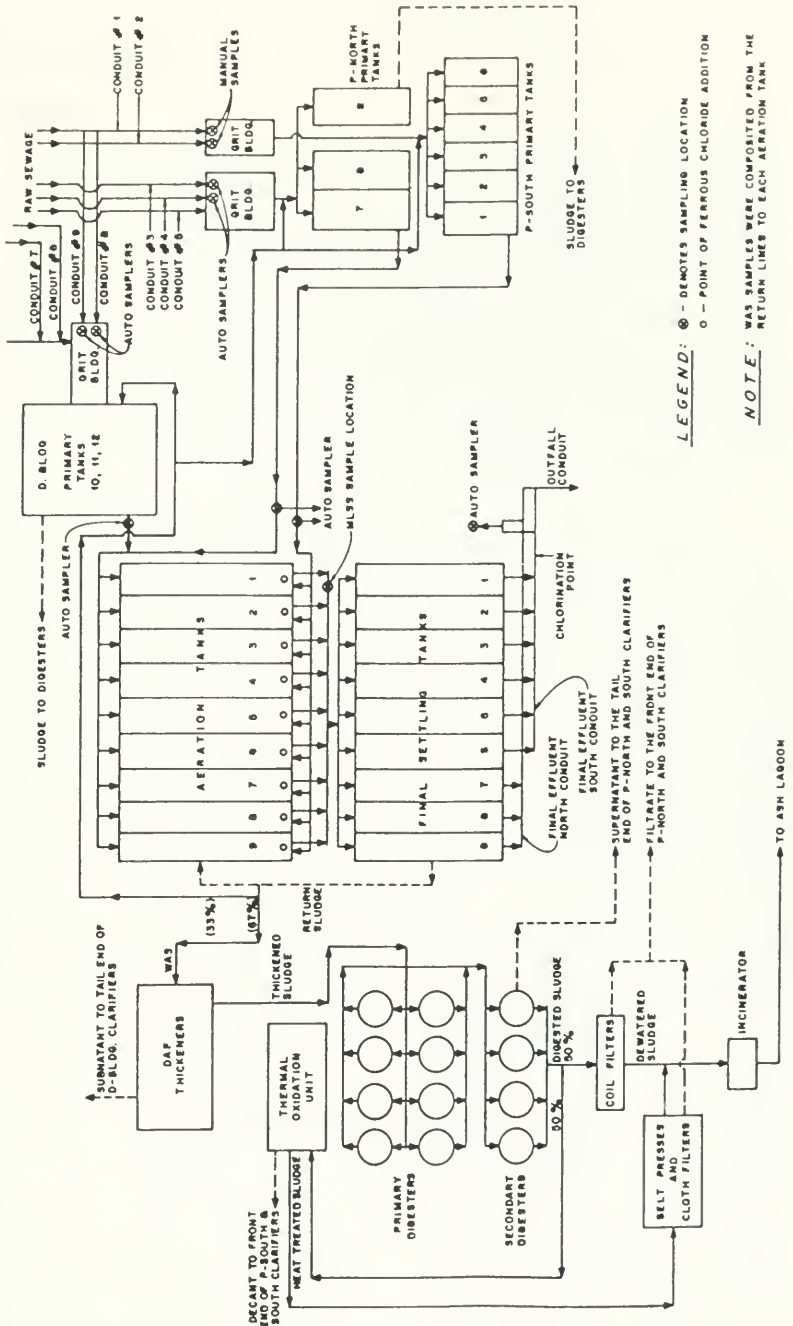 RAW SEWAGE
CONDUIT # 7
CONDUIT # 6
CONDUIT # 9
CONDUIT # 8
AUTO SAMPLERS
GRIT
BLDG.
CONDUIT # 1
CONDUIT # 2
MANUAL
SAMPLES
GRIT
BLDG.
CONDUIT # 3
CONDUIT # 4
CONDUIT # 5
GRIT
BLDG.
AUTO SAMPLERS
P-NORTH
PRIMARY
TANKS
7
P-SOUTH PRIMARY TANKS
1
2
3
4
5
6
SLUDGE TO
DIGESTERS
D. BLDG
PRIMARY
TANKS
10, 11, 12
SLUDGE TO DIGESTERS
AUTO SAMPLER
AUTO
SAMPLER
MLSS SAMPLE LOCATION
AERATION TANKS
9
8
7
6
5
4
3
2
1
FINAL SETTLING TANKS
7
4
3
2
1
AUTO SAMPLER
OUTFALL
CONDUIT
CHLORINATION
POINT
FINAL EFFLUENT
SOUTH CONDUIT
FINAL EFFLUENT
NORTH CONDUIT
RETURN
SLUDGE
(33%)
(67%)
WAS
SUBNATANT TO TAIL END OF
D-BLDG. CLARIFIERS
DAF
THICKENERS
THICKENED
SLUDGE
THERMAL
OXIDATION
UNIT
DECANT TO FRONT
END OF P-SOUTH &
SOUTH CLARIFIERS
HEAT TREATED SLUDGE
PRIMARY
DIGESTERS
SECONDART
DIGESTERS
DIGESTED SLUDGE
50 %
50 %
SUPERNATANT TO THE TAIL
END OF P-NORTH AND SOUTH CLARIFIERS
FILTRATE TO THE FRONT END OF
P-NORTH AND SOUTH CLARIFIERS
COIL FILTERS
DEWATERED
SLUDGE
BELT PRESSES
AND
CLOTH FILTERS
INCINERATOR
TO ASH LAGOOM
LEGEND: ⊗ - DENOTES SAMPLING LOCATION
O - POINT OF FERROUS CHLORIDE ADDITION
NOTE: WAS SAMPLES WERE COMPOSITED FROM THE
RETURN LINES TO EACH AERATION TANK